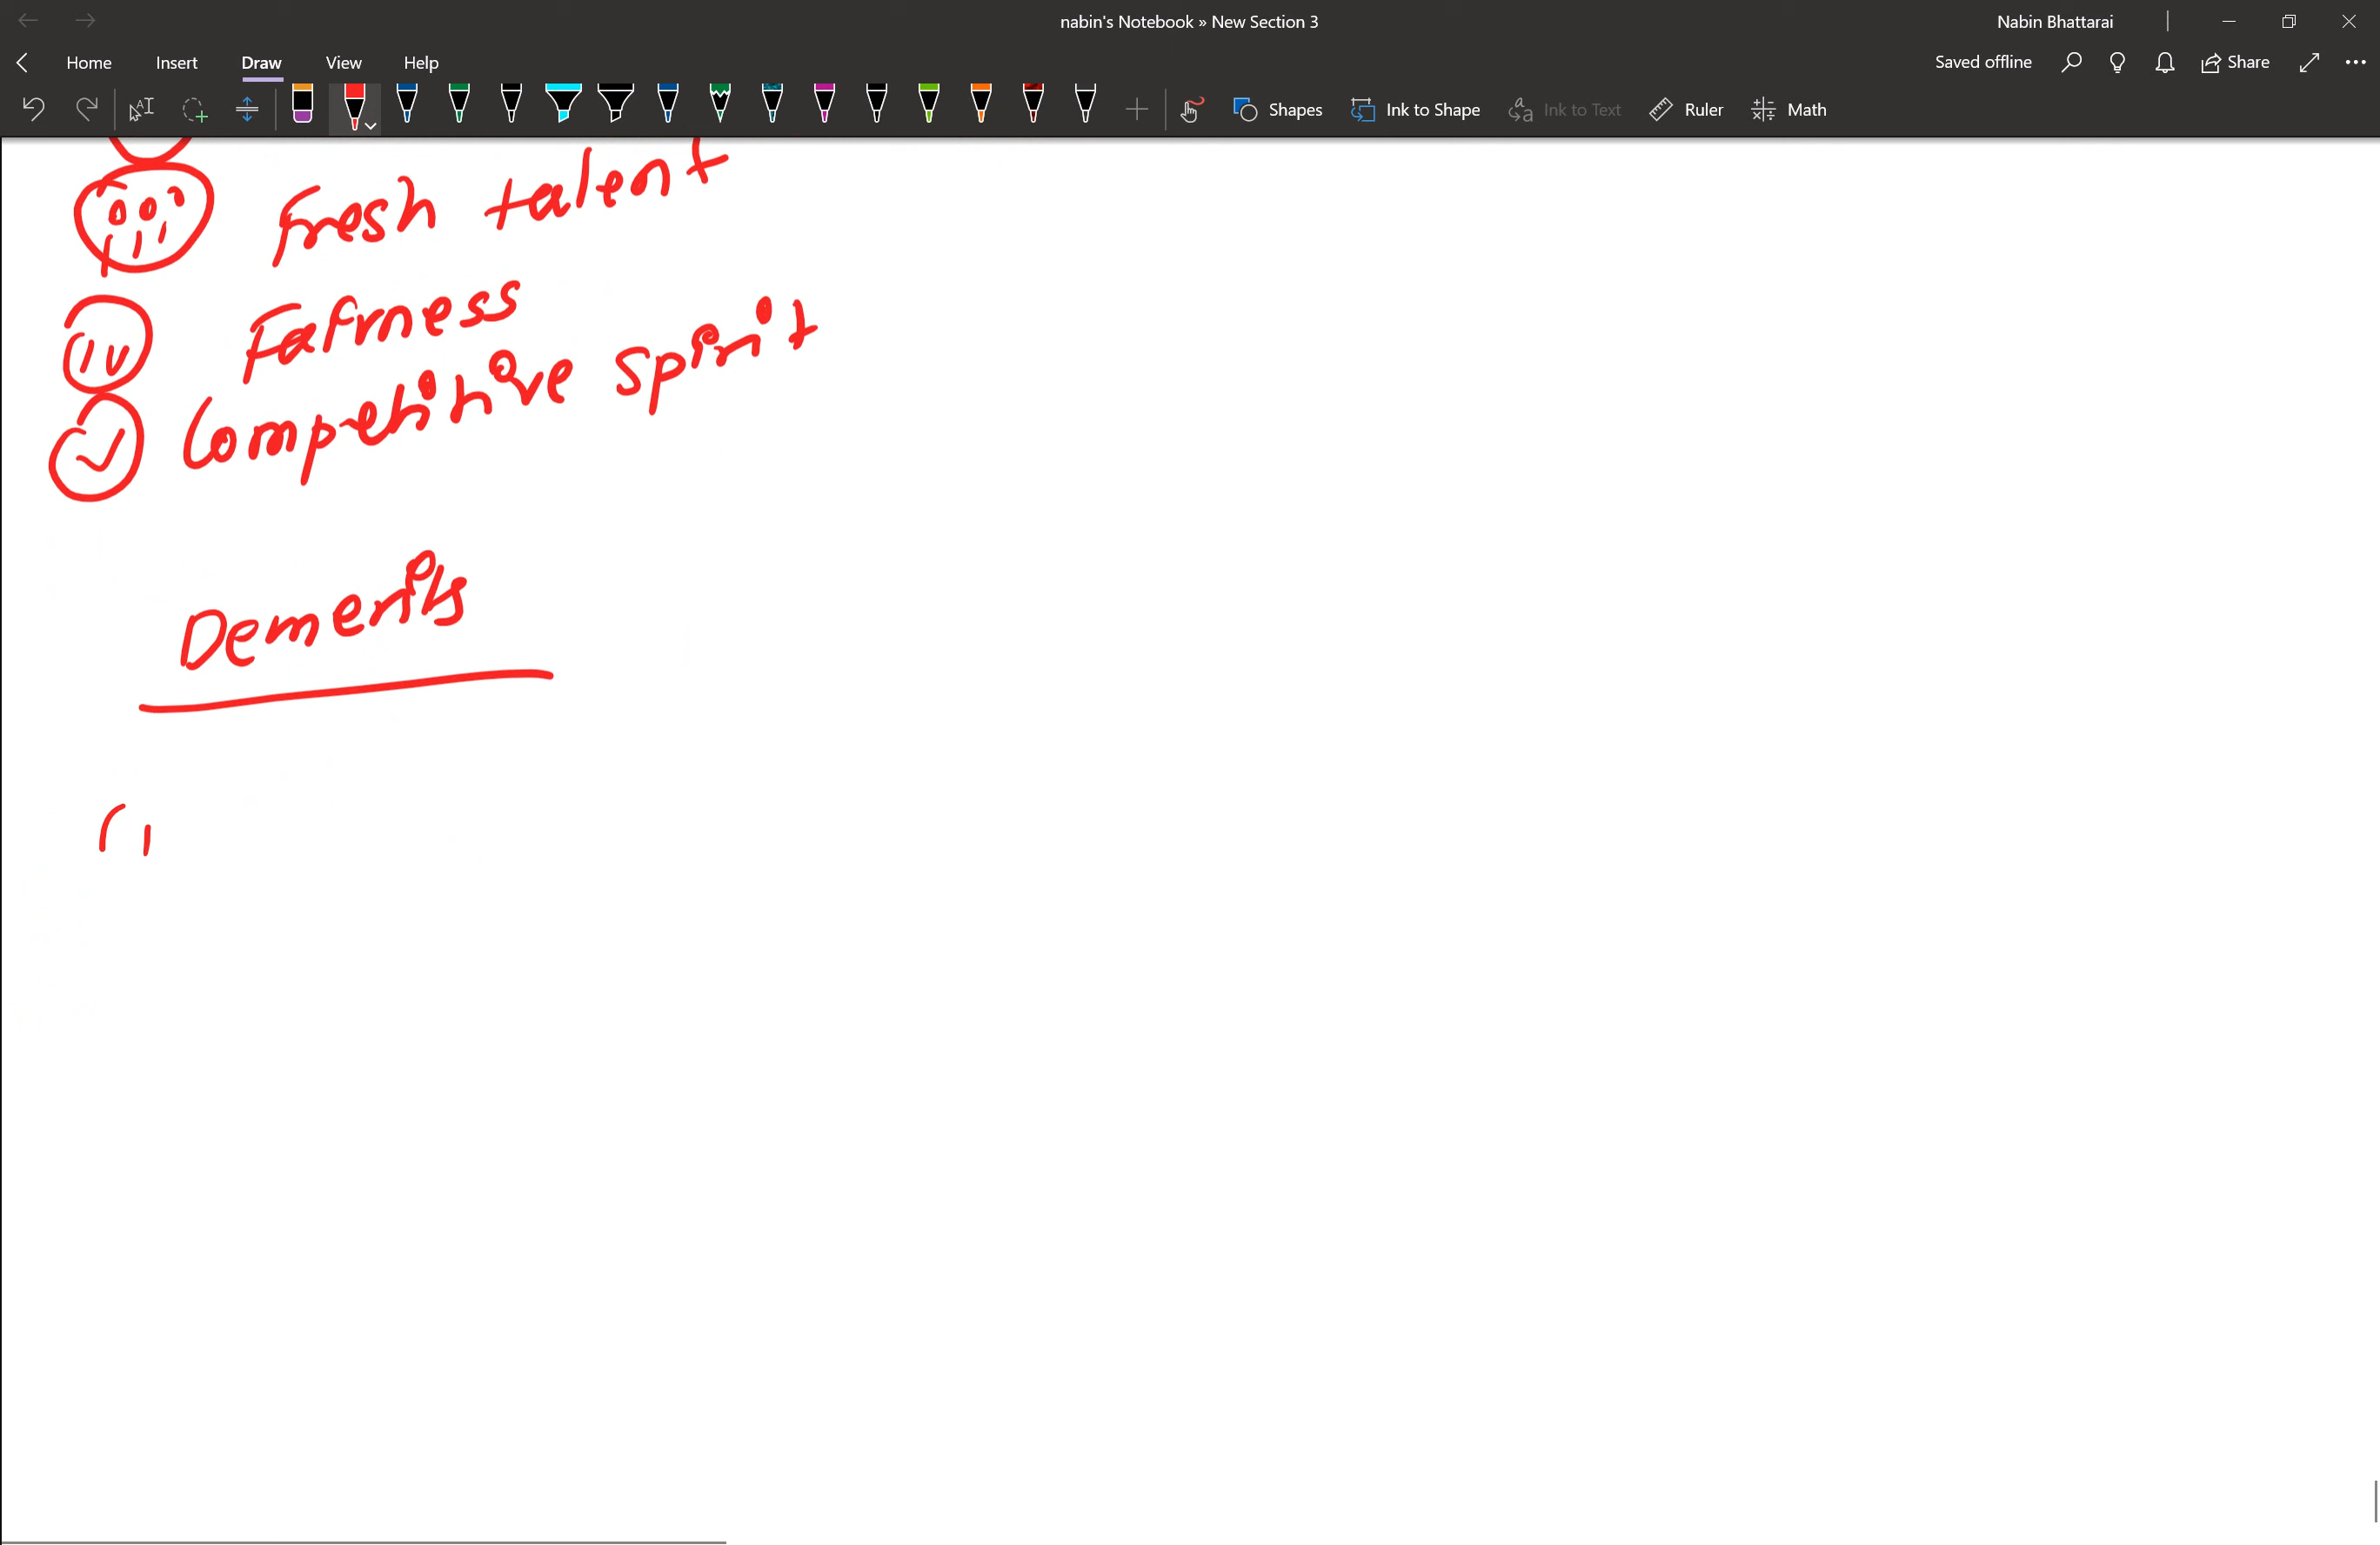 nabin's Notebook » New Section 3
Nabin Bhattarai
Home Insert Draw View Help
Saved offline
Share
Shapes
Ink to Shape
Ink to Text
Ruler
Math
(iii) Fresh talent
(iv) Fairness
(v) Competitive spirit
Demerits
(i